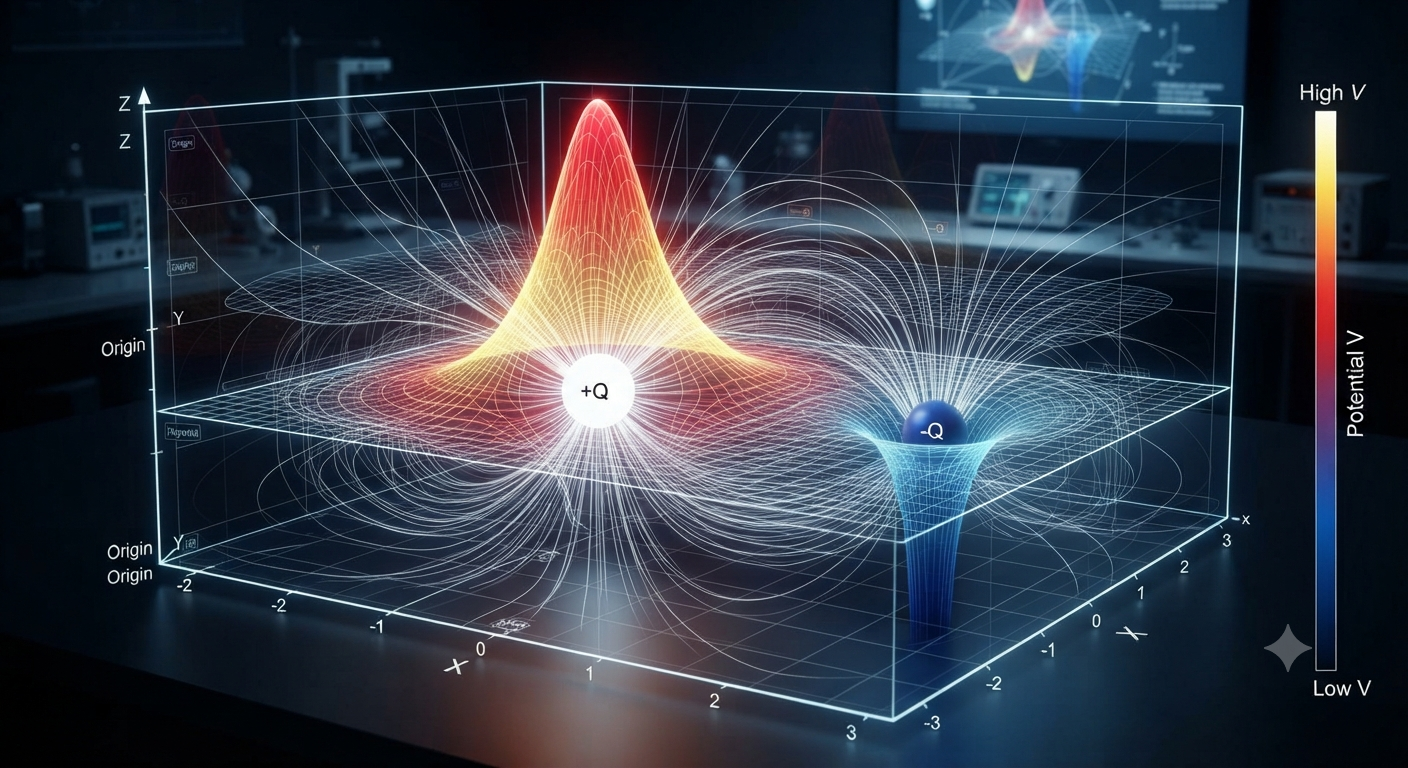 High V
Z
Z
Y
Origin
+Q
-Q
-Q
Potential V
Origin
Y
Origin
-2
-2
-1
0
X
1
2
3
-3
-2
-1
0
X
1
2
3
-x
Low V